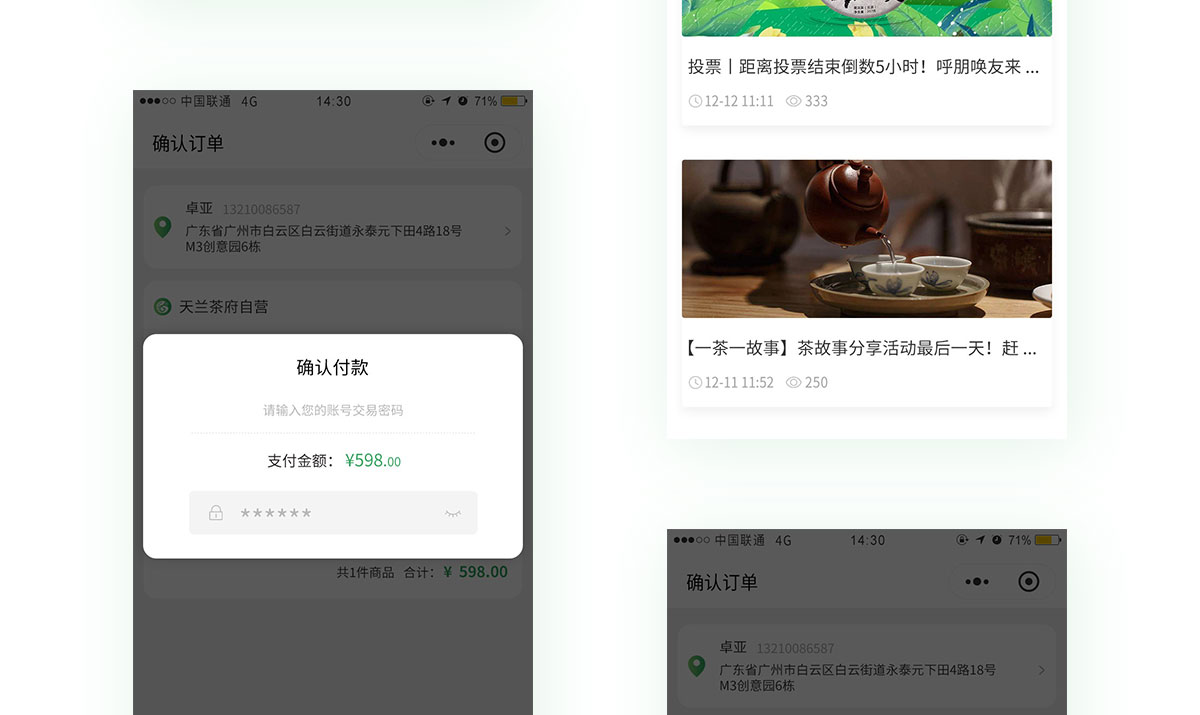 中国联通 4G 14:30 71%
确认订单
卓亚 13210086587
广东省广州市白云区白云街道永泰元下田4路18号
M3创意园6栋
天兰茶府自营
确认付款
请输入您的账号交易密码
支付金额： ¥598.00
******
共1件商品 合计：¥ 598.00
投票丨距离投票结束倒数5小时！呼朋唤友来 ...
12-12 11:11 333
【一茶一故事】茶故事分享活动最后一天！赶 ...
12-11 11:52 250
中国联通 4G 14:30 71%
确认订单
卓亚 13210086587
广东省广州市白云区白云街道永泰元下田4路18号
M3创意园6栋